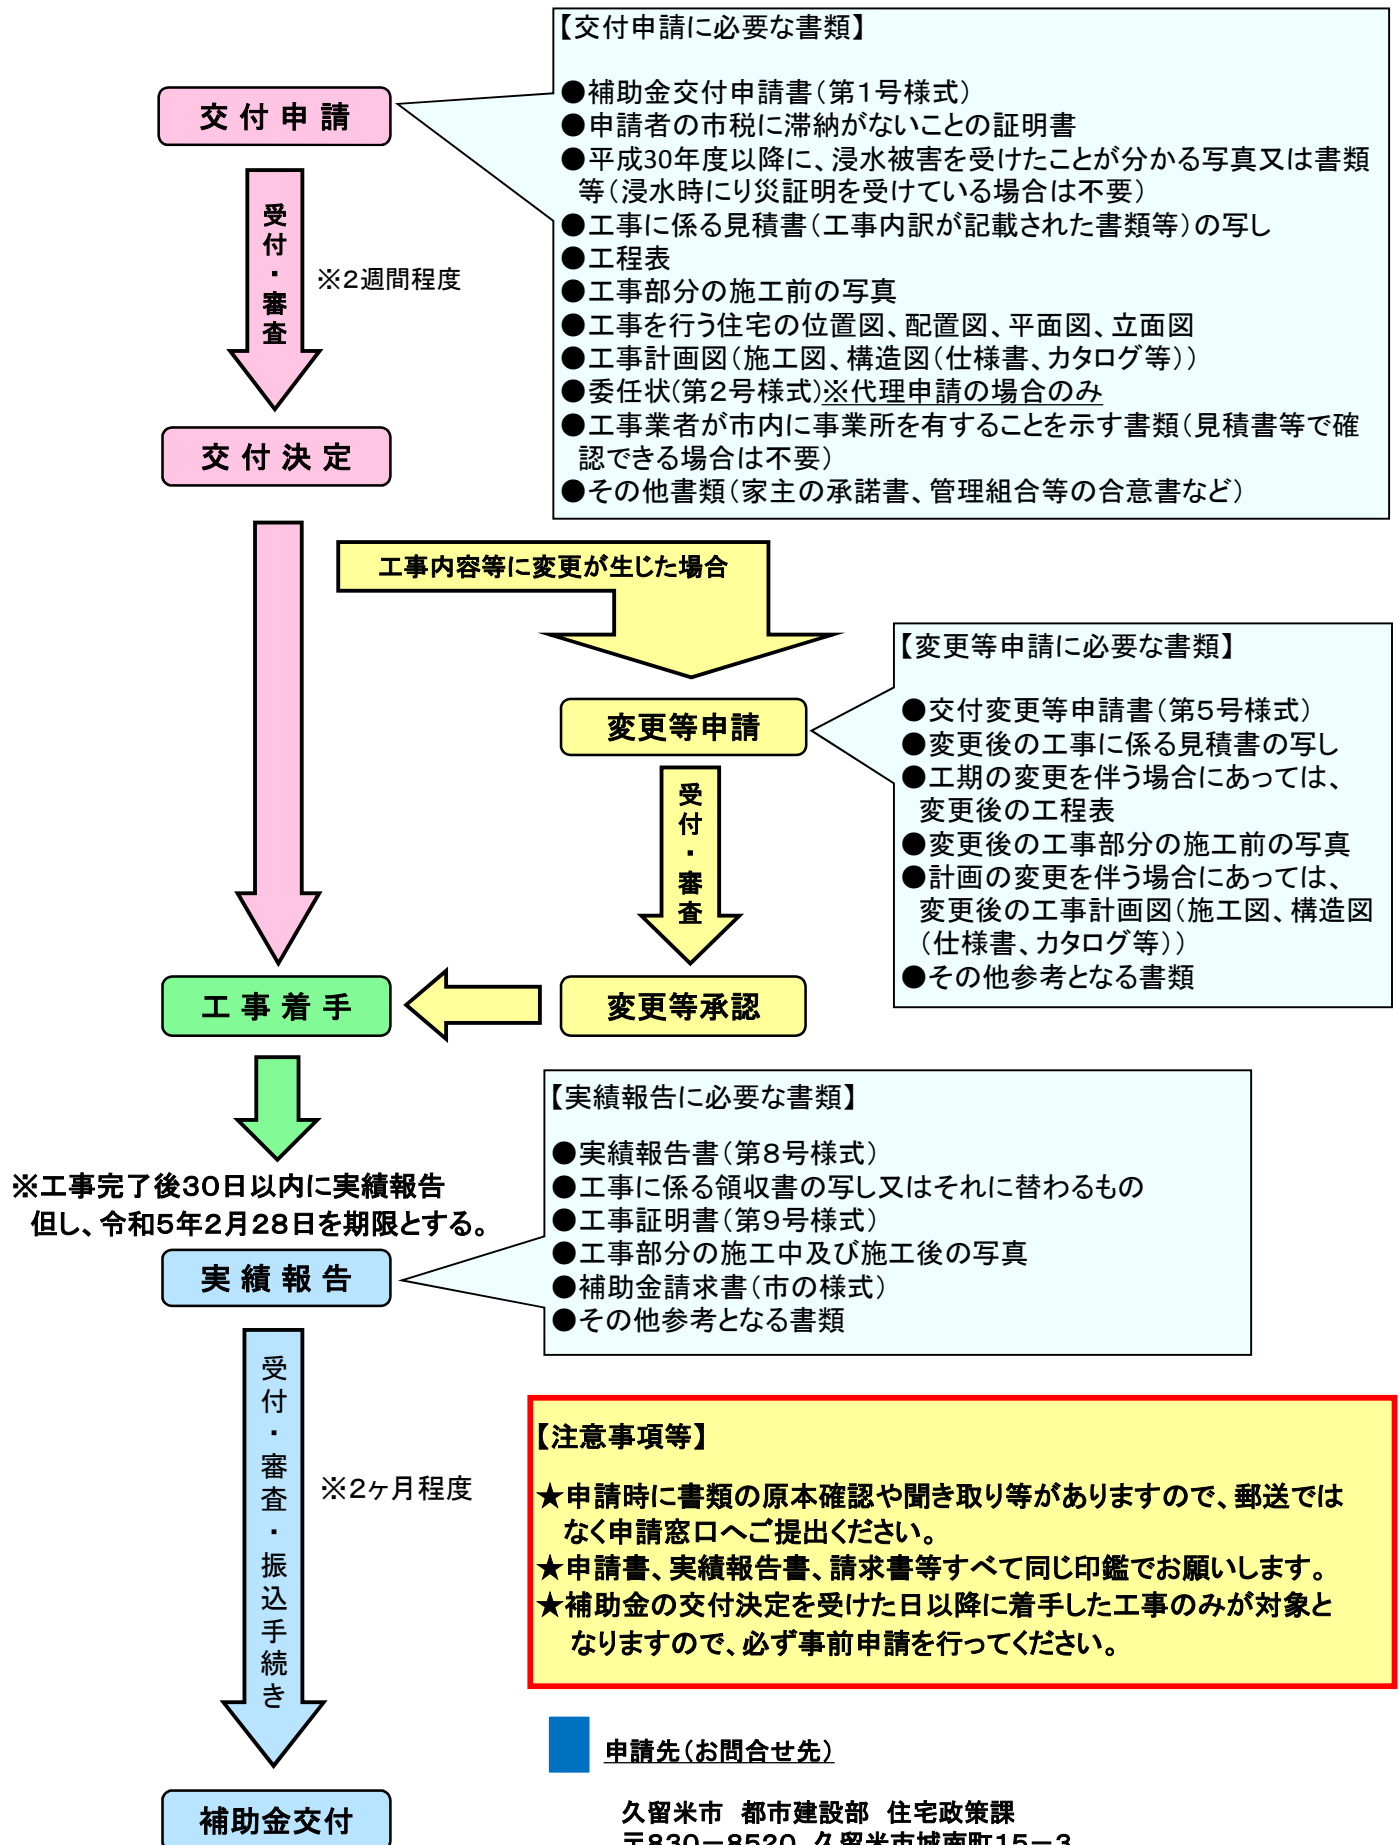 【交付申請に必要な書類】
●補助金交付申請書（第1号様式）
●申請者の市税に滞納がないことの証明書
●平成30年度以降に、浸水被害を受けたことが分かる写真又は書類
等（浸水時にり災証明を受けている場合は不要）
●工事に係る見積書（工事内訳が記載された書類等）の写し
●工程表
●工事部分の施工前の写真
●工事を行う住宅の位置図、配置図、平面図、立面図
●工事計画図（施工図、構造図（仕様書、カタログ等））
●委任状(第２号様式)※代理申請の場合のみ
●工事業者が市内に事業所を有することを示す書類（見積書等で確
認できる場合は不要）
●その他書類（家主の承諾書、管理組合等の合意書など）
交 付 申 請
受付・審査
※２週間程度
交 付 決 定
工事内容等に変更が生じた場合
【変更等申請に必要な書類】
●交付変更等申請書（第５号様式）
●変更後の工事に係る見積書の写し
●工期の変更を伴う場合にあっては、
変更後の工程表
●変更後の工事部分の施工前の写真
●計画の変更を伴う場合にあっては、
変更後の工事計画図（施工図、構造図
（仕様書、カタログ等））
●その他参考となる書類
変更等申請
受付・審査
変更等承認
工 事 着 手
※工事完了後３０日以内に実績報告
但し、令和５年２月２８日を期限とする。
【実績報告に必要な書類】
●実績報告書（第８号様式）
●工事に係る領収書の写し又はそれに替わるもの
●工事証明書（第９号様式）
●工事部分の施工中及び施工後の写真
●補助金請求書（市の様式）
●その他参考となる書類
実 績 報 告
受付・審査・振込手続き
※２ヶ月程度
【注意事項等】
★申請時に書類の原本確認や聞き取り等がありますので、郵送では
なく申請窓口へご提出ください。
★申請書、実績報告書、請求書等すべて同じ印鑑でお願いします。
★補助金の交付決定を受けた日以降に着手した工事のみが対象と
なりますので、必ず事前申請を行ってください。
申請先（お問合せ先）
補助金交付
久留米市 都市建設部 住宅政策課
〒８３０－８５２０ 久留米市城南町１５－３